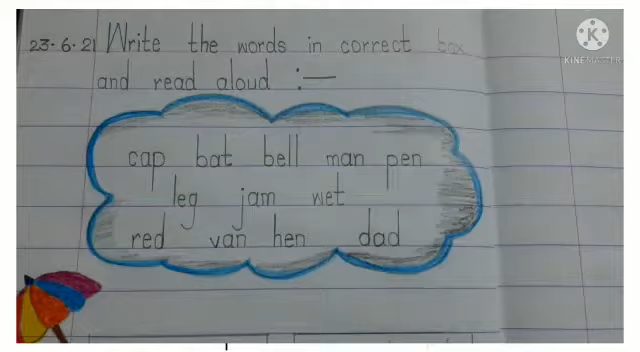 23.6.21 Write the words in correct box
and read aloud :—
cap bat bell man pen
leg jam wet
red van hen dad
KINEMASTER